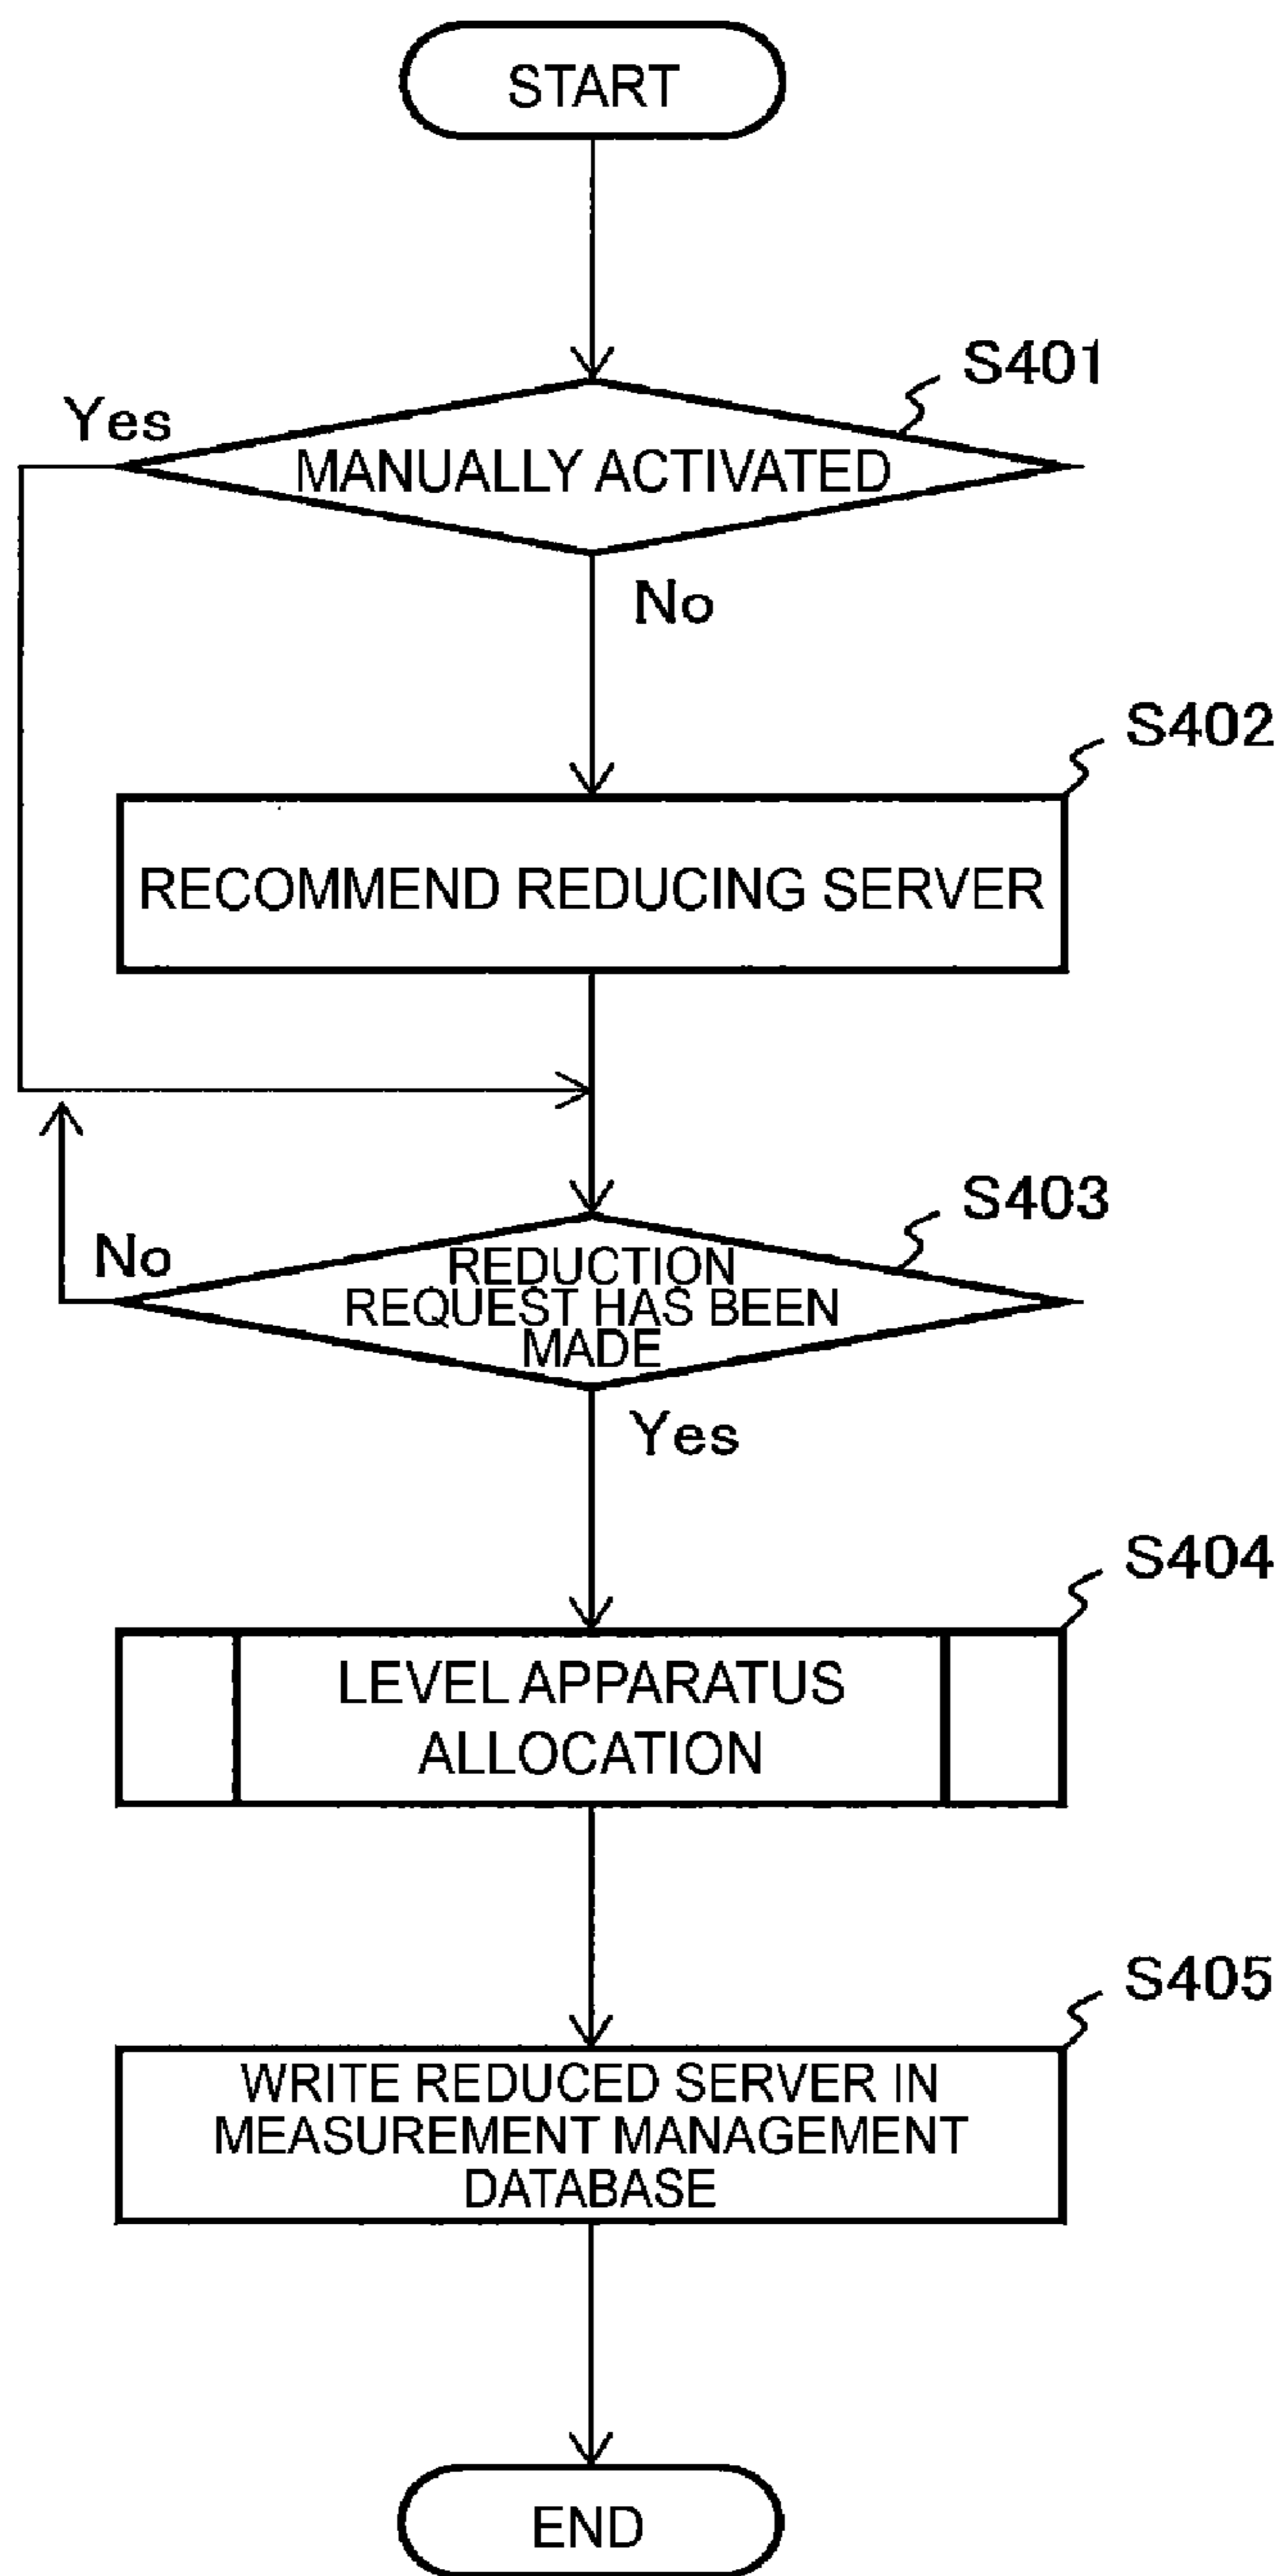 START
S401
Yes
MANUALLY ACTIVATED
No
S402
RECOMMEND REDUCING SERVER
S403
No
REDUCTION
REQUEST HAS BEEN
MADE
Yes
S404
LEVEL APPARATUS
ALLOCATION
S405
WRITE REDUCED SERVER IN
MEASUREMENT MANAGEMENT
DATABASE
END